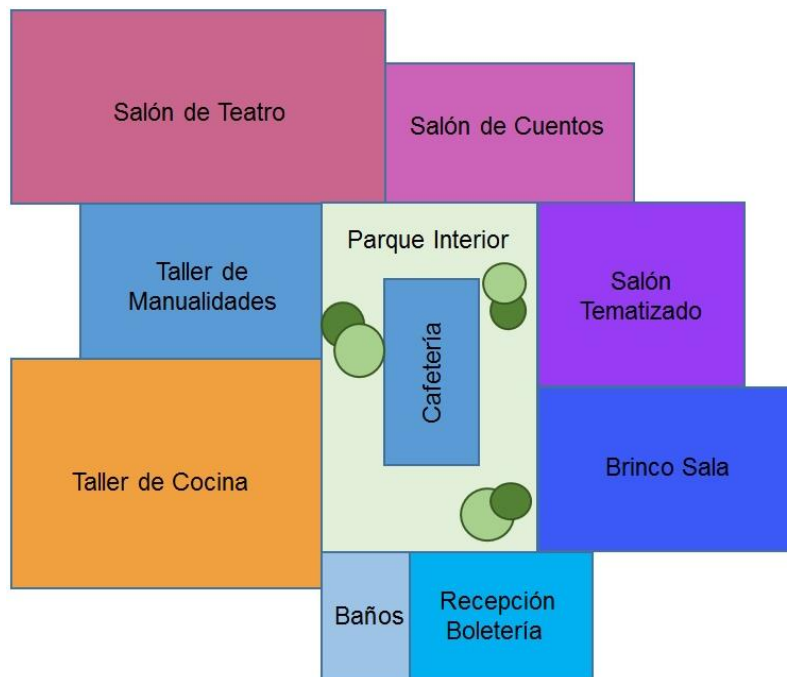 Salón de Teatro
Salón de Cuentos
Parque Interior
Taller de
Manualidades
Salón
Tematizado
Cafetería
Taller de Cocina
Brinco Sala
Baños
Recepción
Boletería